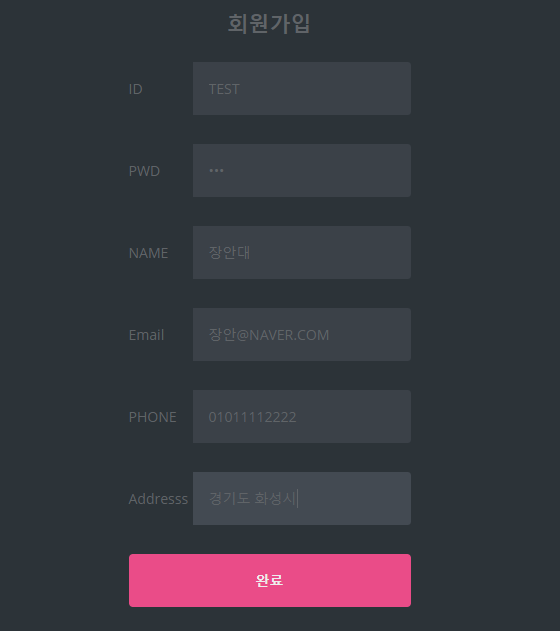 회원가입
ID TEST
PWD •••
NAME 장안대
Email 장안@NAVER.COM
PHONE 01011112222
Addresss 경기도 화성시
완료